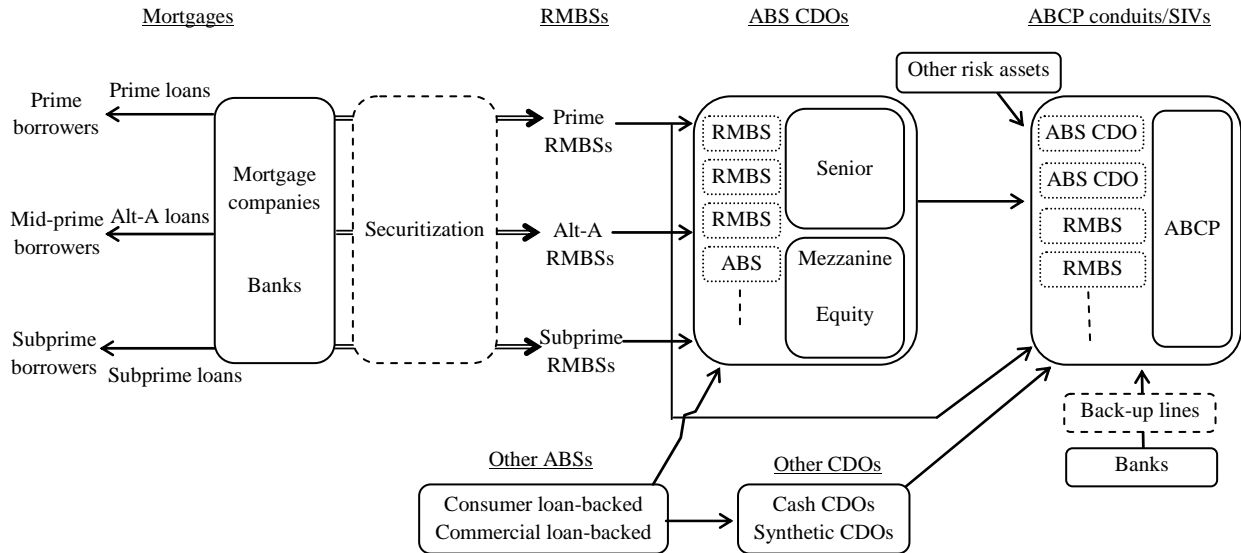 Mortgages
RMBSs
ABS CDOs
ABCP conduits/SIVs
Prime
borrowers
Prime loans
Mid-prime
borrowers
Alt-A loans
Subprime
borrowers
Subprime loans
Mortgage
companies
Banks
Securitization
Prime
RMBSs
Alt-A
RMBSs
Subprime
RMBSs
RMBS
RMBS
RMBS
ABS
Senior
Mezzanine
Equity
Other risk assets
ABS CDO
ABS CDO
RMBS
RMBS
ABCP
Back-up lines
Banks
Other ABSs
Consumer loan-backed
Commercial loan-backed
Other CDOs
Cash CDOs
Synthetic CDOs